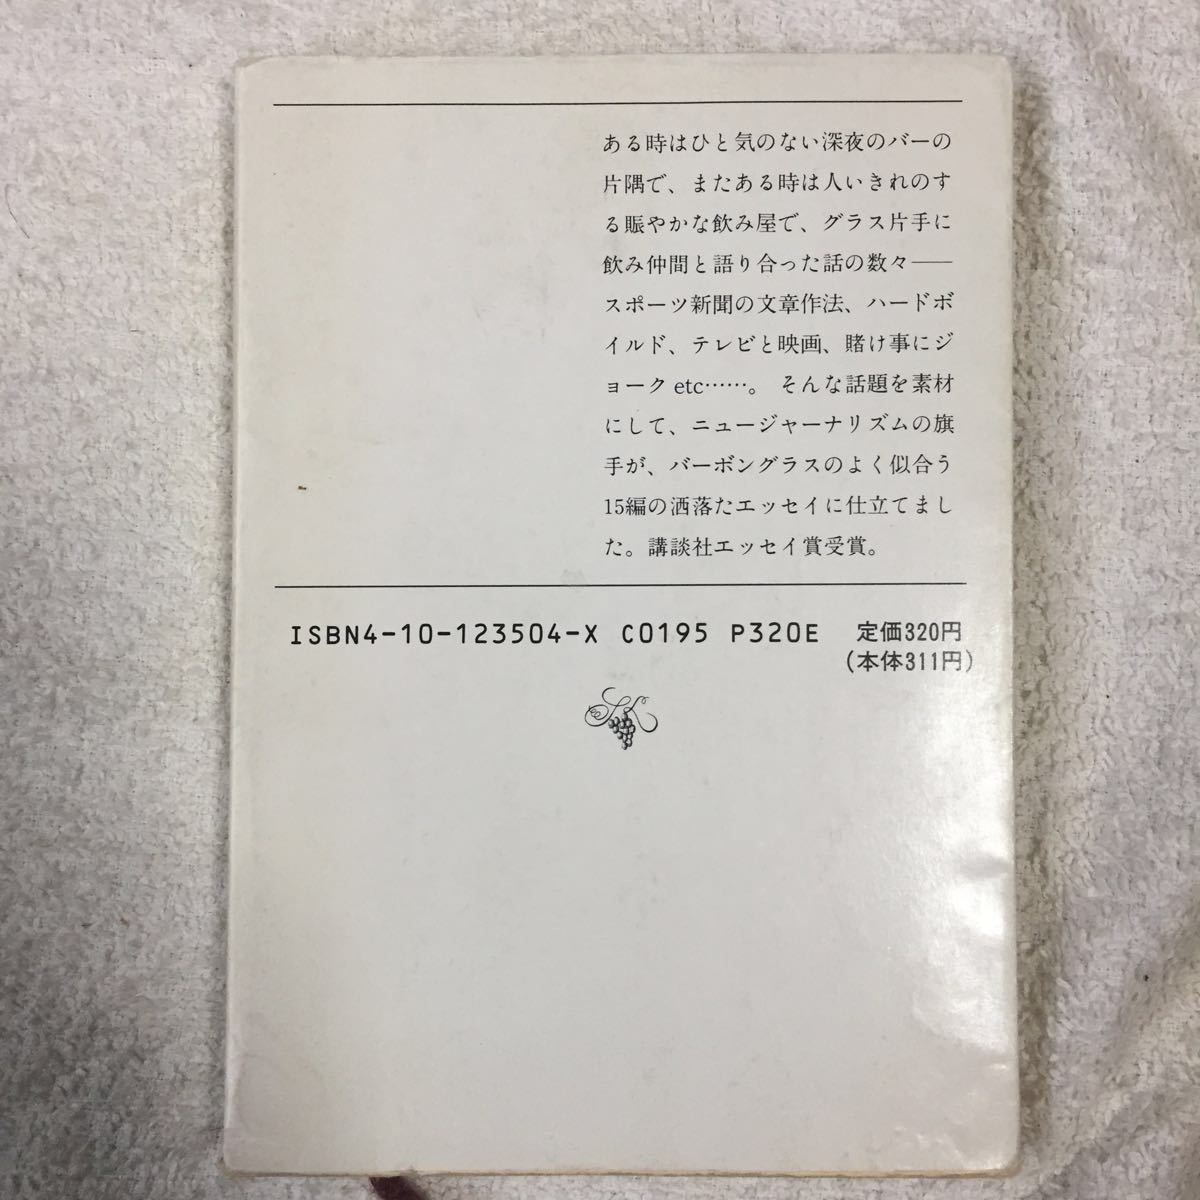 ある時はひと気のない深夜のバーの
片隅で、またある時は人いきれのす
る賑やかな飲み屋で、グラス片手に
飲み仲間と語り合った話の数々――
スポーツ新聞の文章作法、ハードボ
イルド、テレビと映画、賭け事にジ
ョーク etc……。そんな話題を素材
にして、ニュージャーナリズムの旗
手が、バーボングラスのよく似合う
15編の洒落たエッセイに仕立てまし
た。講談社エッセイ賞受賞。
ISBN4-10-123504-X C0195 P320E 定価320円
(本体311円)